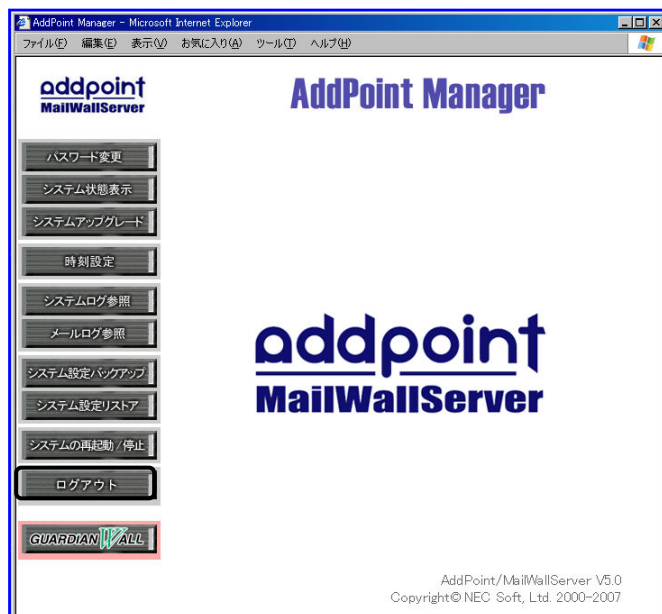 AddPoint Manager - Microsoft Internet Explorer
ファイル(F) 編集(E) 表示(V) お気に入り(A) ツール(T) ヘルプ(H)
addpoint
MailWallServer
AddPoint Manager
パスワード変更
システム状態表示
システムアップグレード
時刻設定
システムログ参照
メールログ参照
システム設定バックアップ
システム設定リストア
システムの再起動/停止
ログアウト
GUARDIAN WALL
addpoint
MailWallServer
AddPoint/MailWallServer V5.0
Copyright© NEC Soft, Ltd. 2000-2007